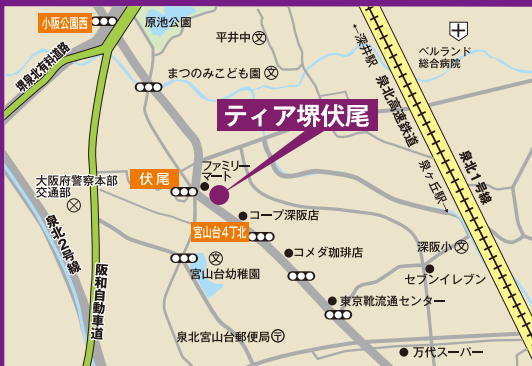 小阪公園西
原池公園
平井中
ベルランド
総合病院
←深井駅
堺泉北有料道路
まつのみこども園
泉北高速鉄道
ティア堺伏尾
泉北1号線
泉ヶ丘駅→
大阪府警察本部
交通部
伏尾
ファミリー
マート
コープ深阪店
宮山台4丁北
泉北2号線
深阪小
コメダ珈琲店
宮山台幼稚園
セブンイレブン
阪和自動車道
東京靴流通センター
泉北宮山台郵便局
万代スーパー